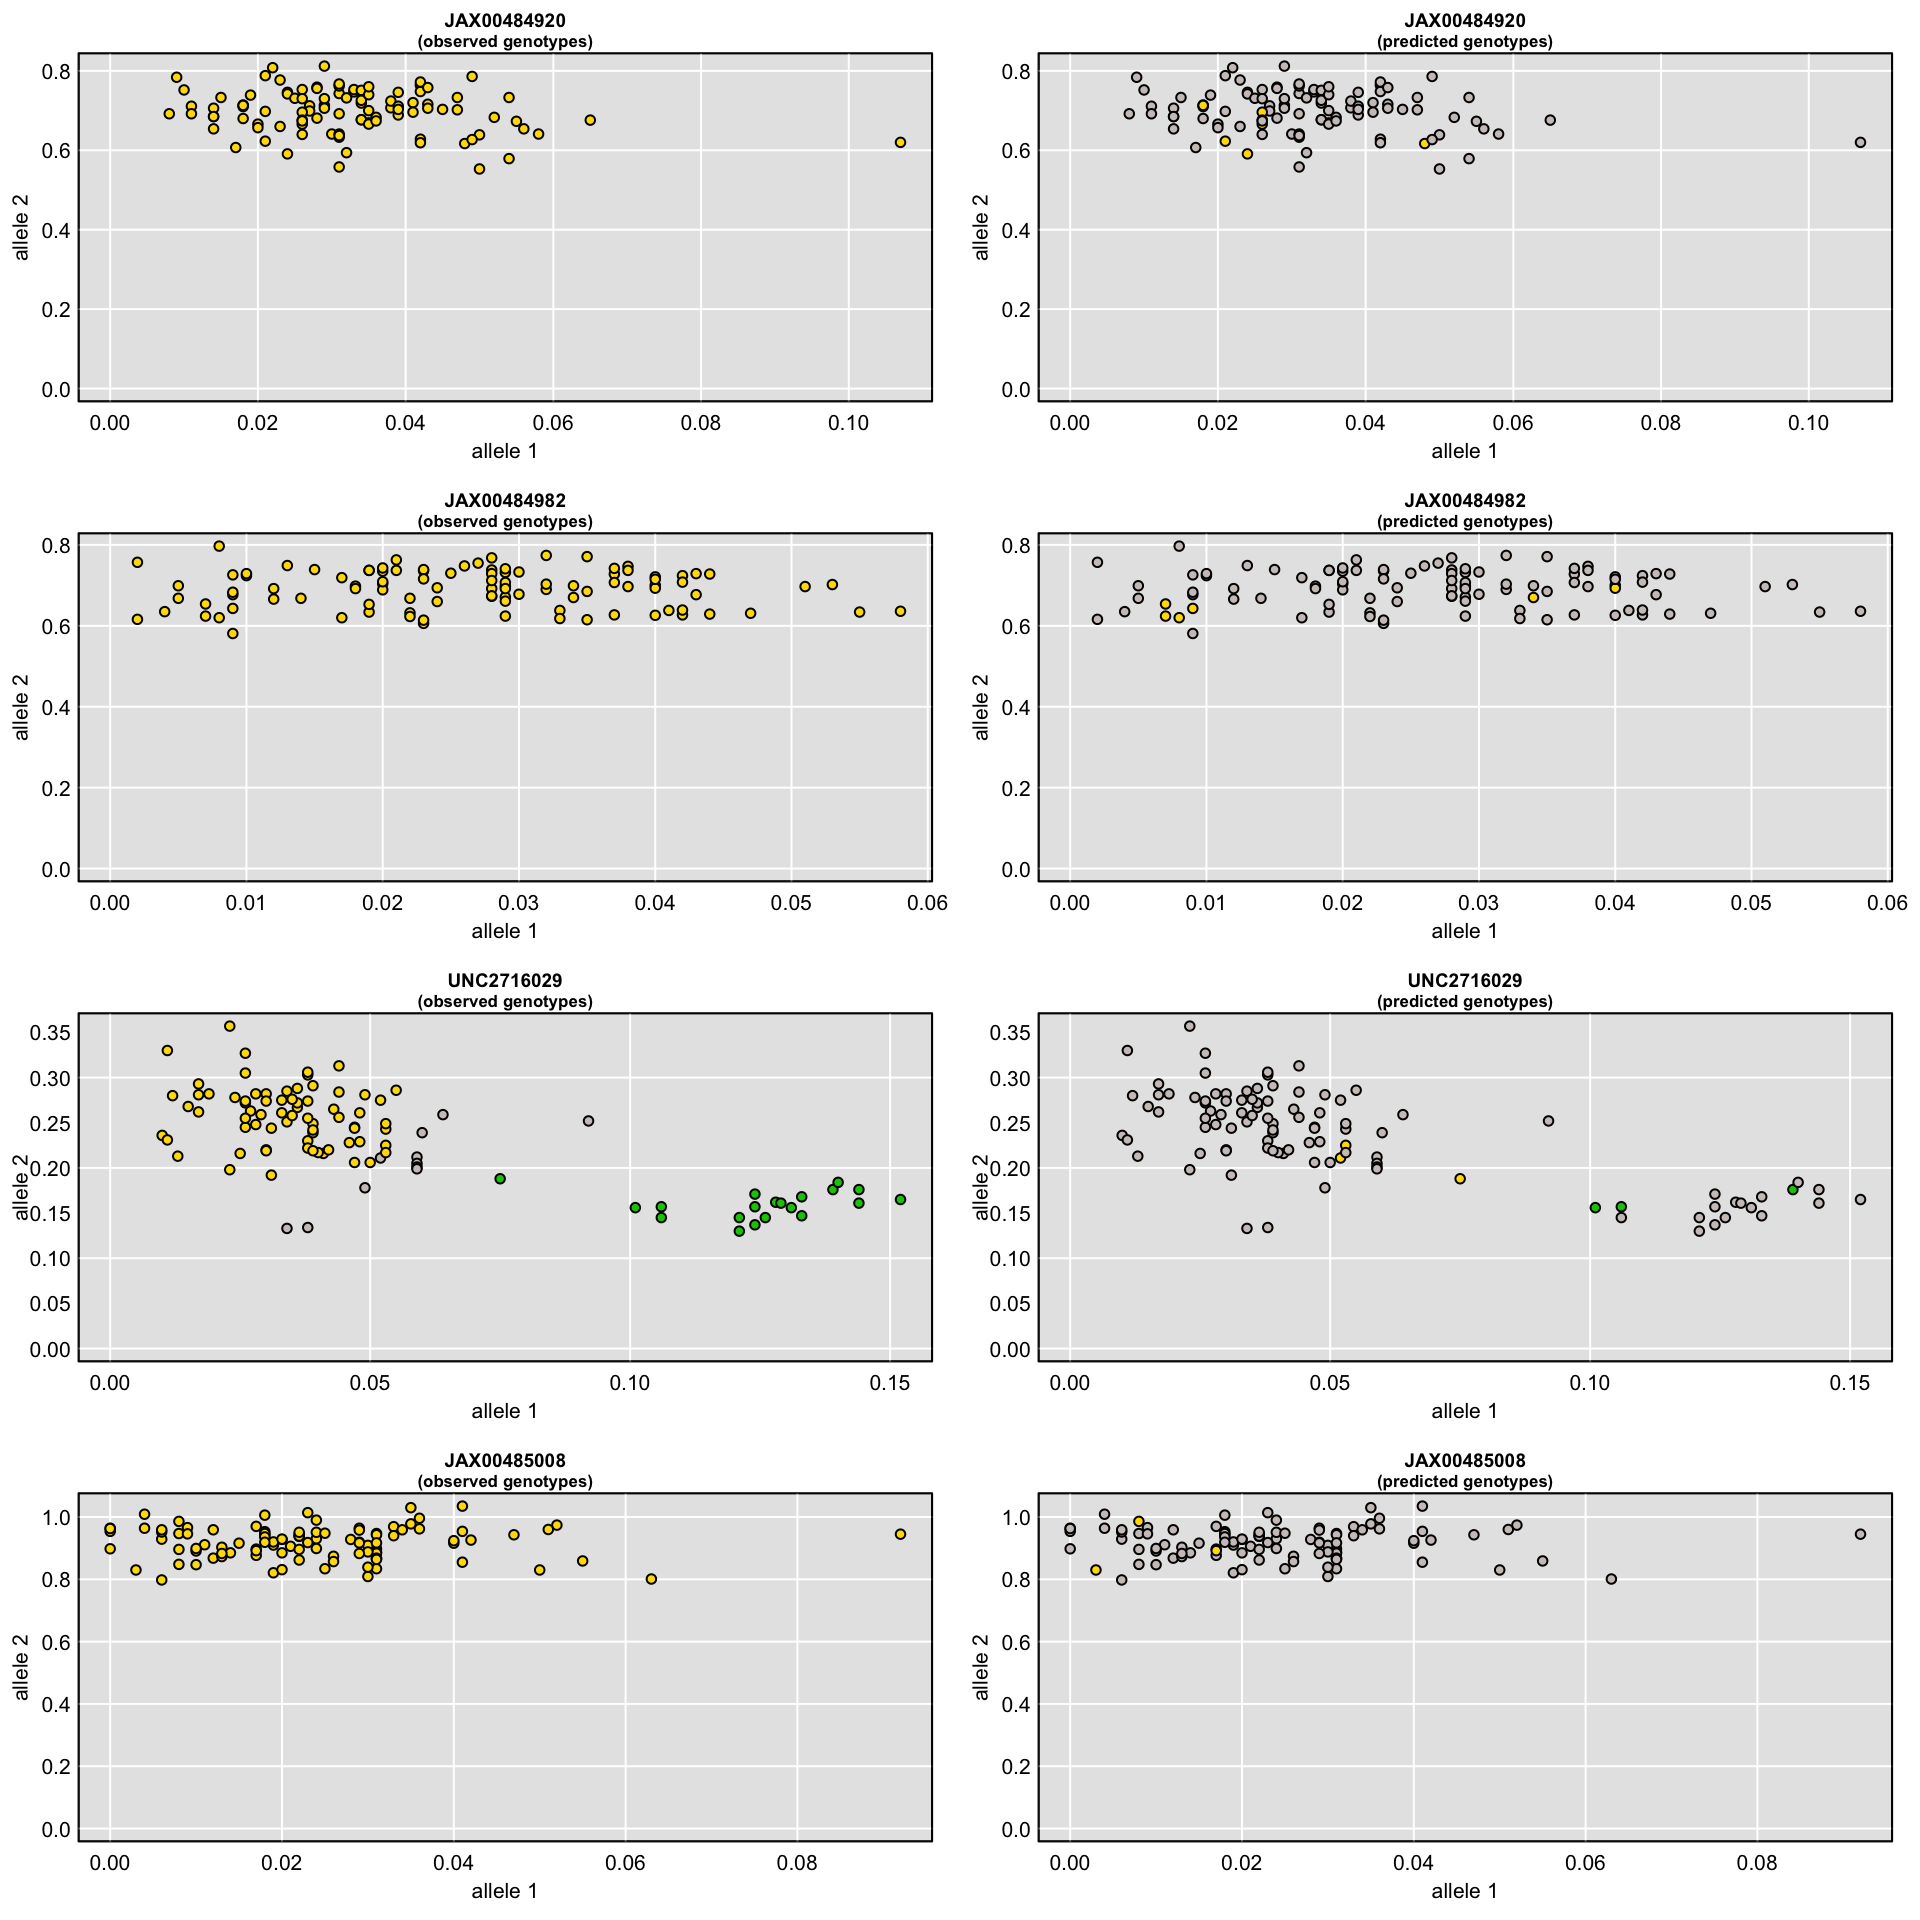 JAX00484920
(observed genotypes)
allele 2
0.8
0.6
0.4
0.2
0.0
0.00 0.02 0.04 0.06 0.08 0.10
allele 1
JAX00484920
(predicted genotypes)
allele 2
0.8
0.6
0.4
0.2
0.0
0.00 0.02 0.04 0.06 0.08 0.10
allele 1
JAX00484982
(observed genotypes)
allele 2
0.8
0.6
0.4
0.2
0.0
0.00 0.01 0.02 0.03 0.04 0.05 0.06
allele 1
JAX00484982
(predicted genotypes)
allele 2
0.8
0.6
0.4
0.2
0.0
0.00 0.01 0.02 0.03 0.04 0.05 0.06
allele 1
UNC2716029
(observed genotypes)
allele 2
0.35
0.30
0.25
0.20
0.15
0.10
0.05
0.00
0.00 0.05 0.10 0.15
allele 1
UNC2716029
(predicted genotypes)
allele 2
0.35
0.30
0.25
0.20
0.15
0.10
0.05
0.00
0.00 0.05 0.10 0.15
allele 1
JAX00485008
(observed genotypes)
allele 2
1.0
0.8
0.6
0.4
0.2
0.0
0.00 0.02 0.04 0.06 0.08
allele 1
JAX00485008
(predicted genotypes)
allele 2
1.0
0.8
0.6
0.4
0.2
0.0
0.00 0.02 0.04 0.06 0.08
allele 1